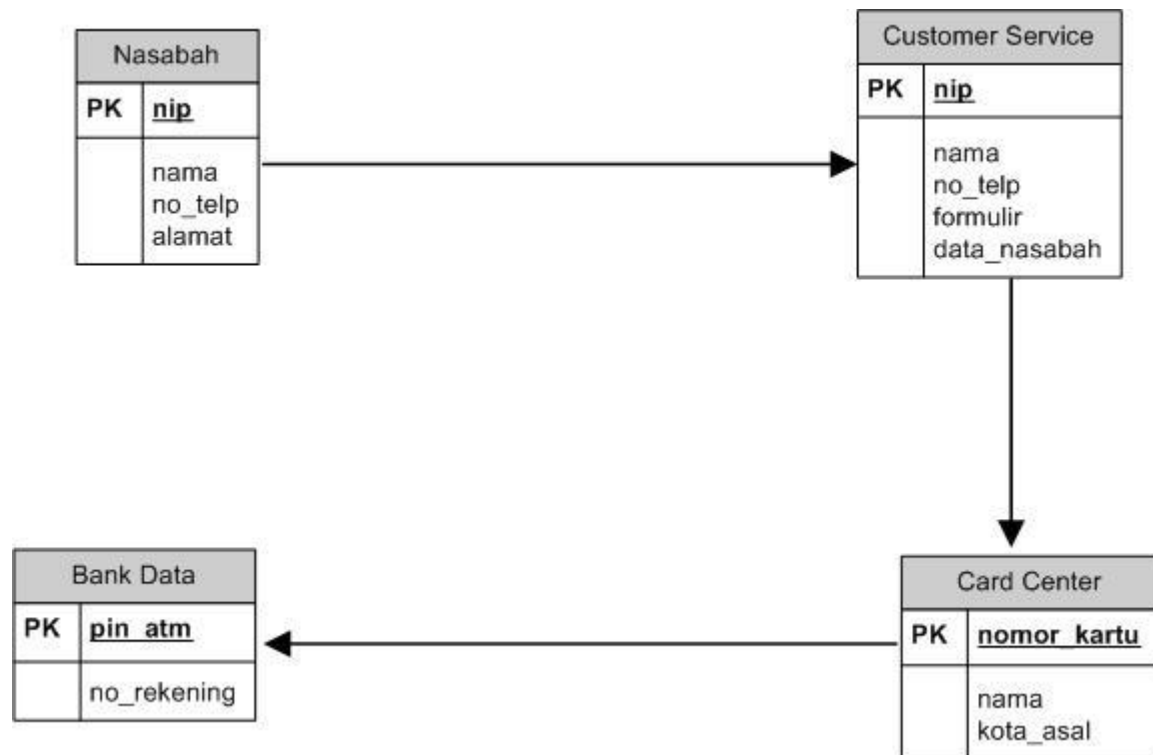 Nasabah
PK nip
nama
no_telp
alamat
Customer Service
PK nip
nama
no_telp
formulir
data_nasabah
Bank Data
PK pin_atm
no_rekening
Card Center
PK nomor_kartu
nama
kota_asal